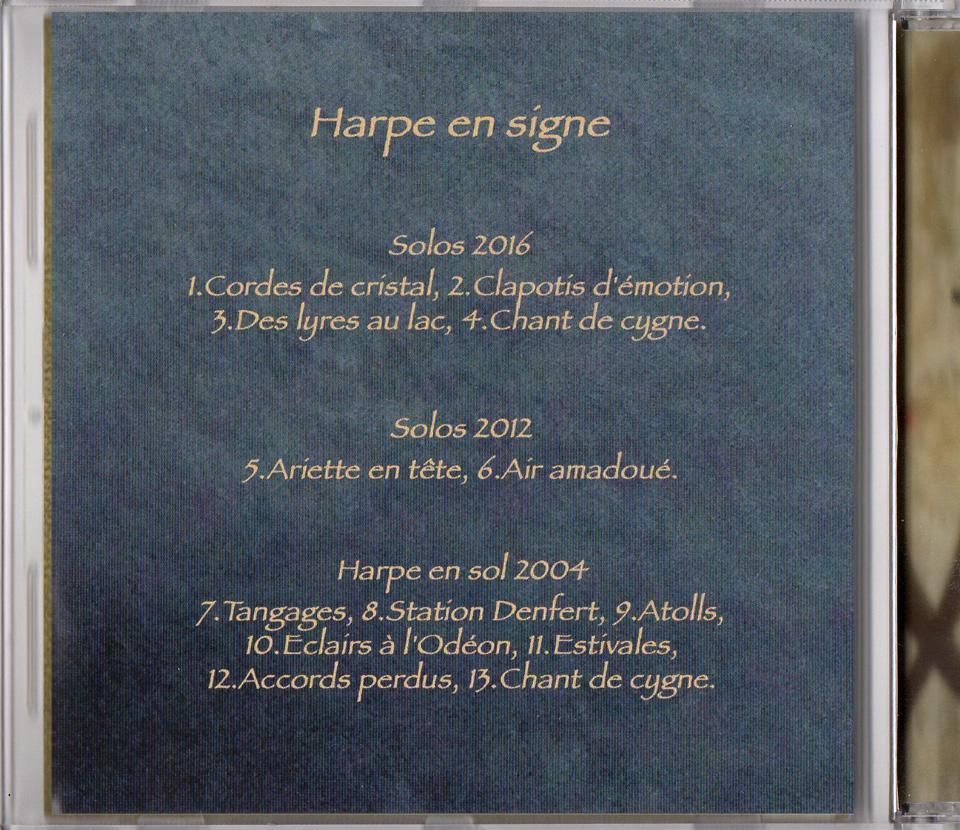 Harpe en signe
Solos 2016
1.Cordes de cristal, 2.Clapotis d'émotion,
3.Des lyres au lac, 4.Chant de cygne.
Solos 2012
5.Ariette en tête, 6.Air amadoué.
Harpe en sol 2004
7.Tangages, 8.Station Denfert, 9.Atolls,
10.Eclairs à l'Odéon, 11.Estivales,
12.Accords perdus, 13.Chant de cygne.